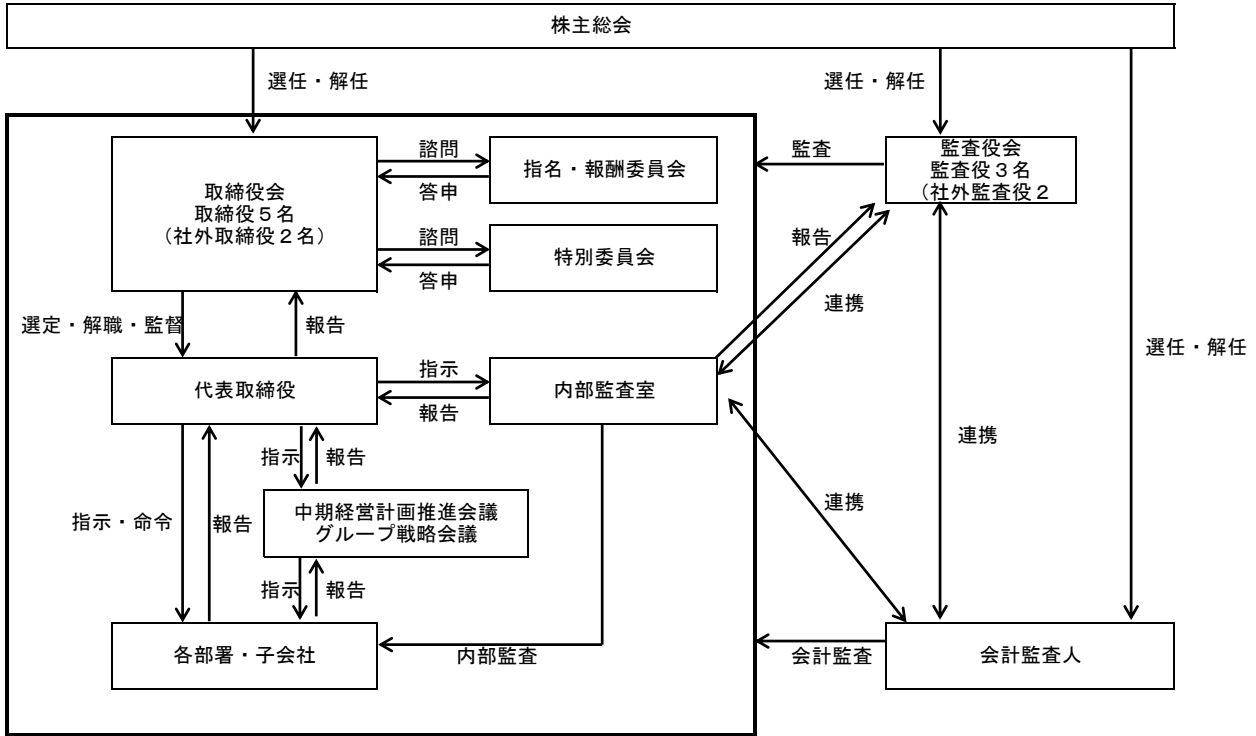 株主総会
選任・解任
選任・解任
取締役会
取締役５名
（社外取締役２名）
諮問
答申
指名・報酬委員会
監査
監査役会
監査役３名
（社外監査役２
諮問
答申
特別委員会
報告
連携
選定・解職・監督
報告
選任・解任
代表取締役
指示
報告
内部監査室
連携
指示
報告
中期経営計画推進会議
グループ戦略会議
指示・命令
報告
連携
指示
報告
各部署・子会社
内部監査
会計監査
会計監査人